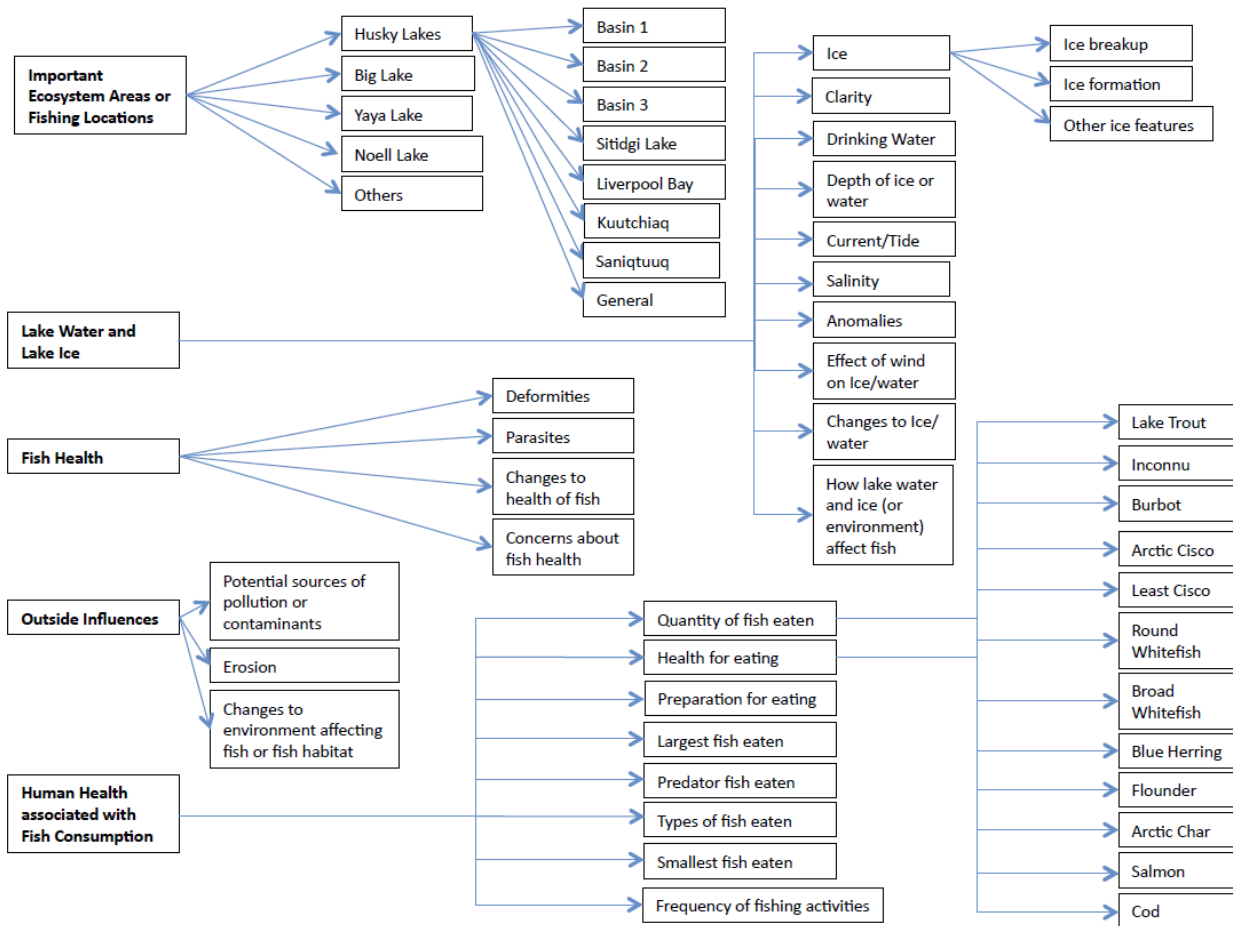 Important
Ecosystem Areas or
Fishing Locations
Husky Lakes
Big Lake
Yaya Lake
Noell Lake
Others
Basin 1
Basin 2
Basin 3
Sitidgi Lake
Liverpool Bay
Kuutchiaq
Saniqtuuq
General
Lake Water and
Lake Ice
Ice
Clarity
Drinking Water
Depth of ice or
water
Current/Tide
Salinity
Anomalies
Effect of wind
on Ice/water
Changes to Ice/
water
How lake water
and ice (or
environment)
affect fish
Ice breakup
Ice formation
Other ice features
Fish Health
Deformities
Parasites
Changes to
health of fish
Concerns about
fish health
Outside Influences
Potential sources of
pollution or
contaminants
Erosion
Changes to
environment affecting
fish or fish habitat
Human Health
associated with
Fish Consumption
Quantity of fish eaten
Health for eating
Preparation for eating
Largest fish eaten
Predator fish eaten
Types of fish eaten
Smallest fish eaten
Frequency of fishing activities
Lake Trout
Inconnu
Burbot
Arctic Cisco
Least Cisco
Round
Whitefish
Broad
Whitefish
Blue Herring
Flounder
Arctic Char
Salmon
Cod